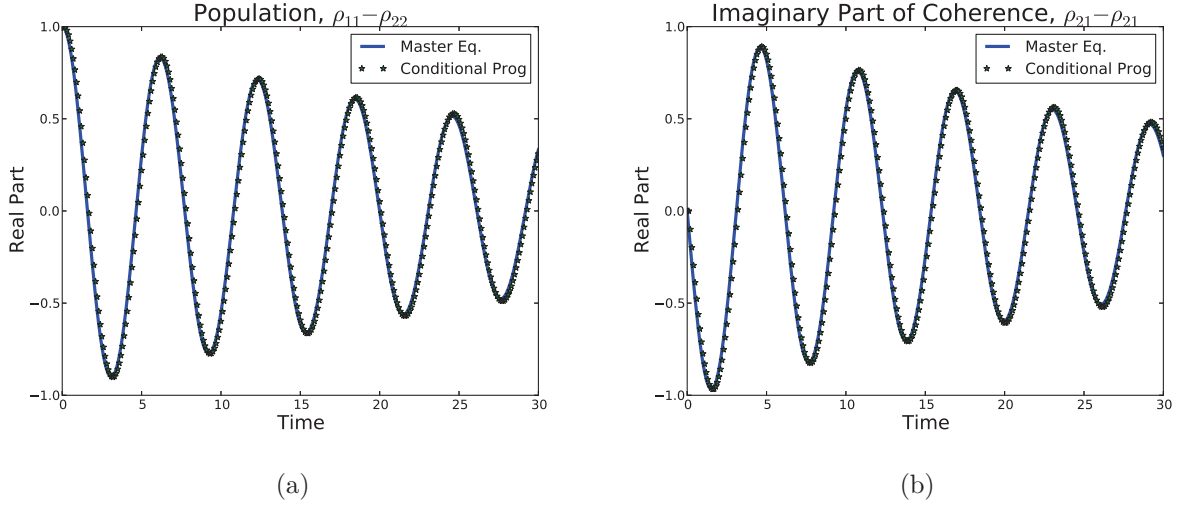 Population, ρ11−ρ22
Master Eq.
Conditional Prog
1.0
0.5
0.0
−0.5
−1.0
Real Part
0 5 10 15 20 25 30
Time
(a)
Imaginary Part of Coherence, ρ21−ρ21
Master Eq.
Conditional Prog
1.0
0.5
0.0
−0.5
−1.0
Real Part
0 5 10 15 20 25 30
Time
(b)